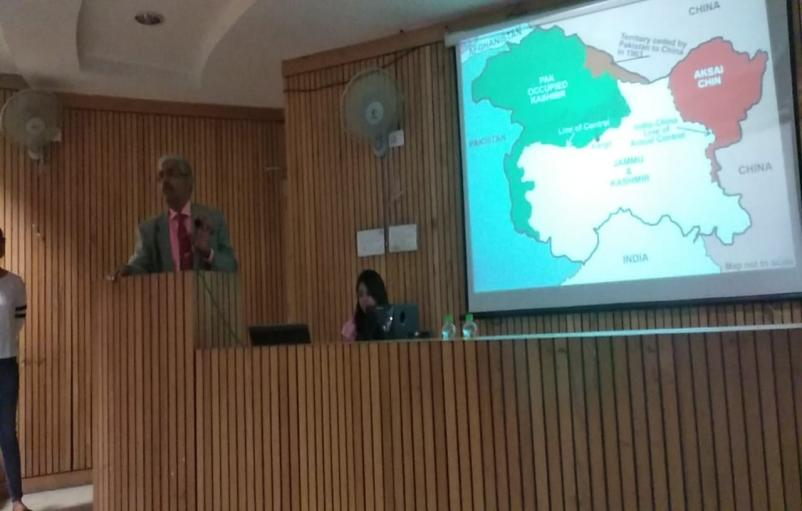 CHINA
AFGHANISTAN
Territory ceded by
Pakistan to China
in 1963
PAK
OCCUPIED
KASHMIR
AKSAI
CHIN
Line of Control
India-China
Line of
Actual Control
Kargil
PAKISTAN
JAMMU
&
KASHMIR
CHINA
INDIA
Map not to scale